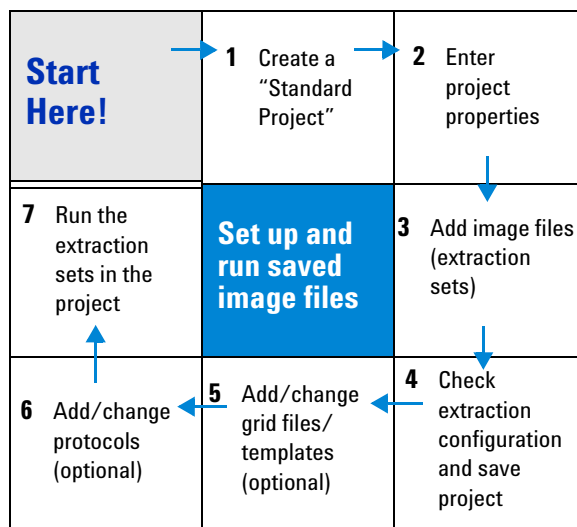 Start
Here!
1 Create a
“Standard
Project”
2 Enter
project
properties
3 Add image files
(extraction
sets)
4 Check
extraction
configuration
and save
project
5 Add/change
grid files/
templates
(optional)
6 Add/change
protocols
(optional)
7 Run the
extraction
sets in the
project
Set up and
run saved
image files